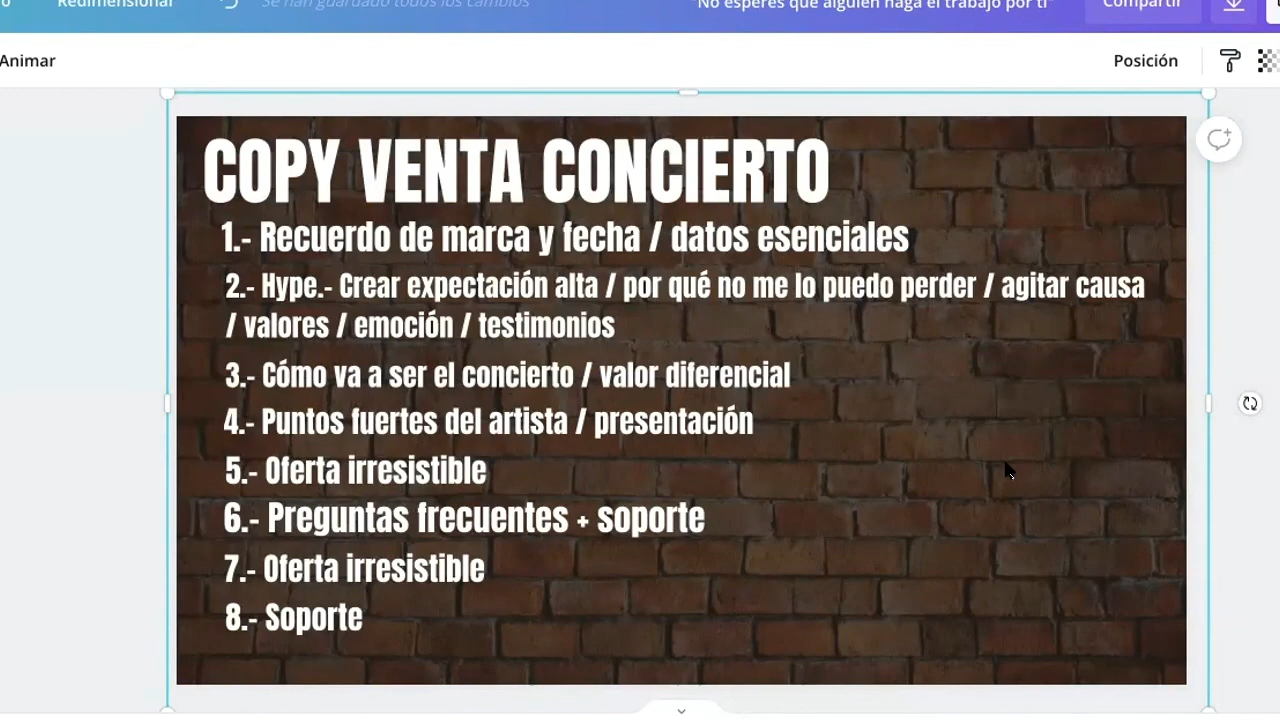 Redimensionar
Se han guardado todos los cambios
"No esperes que alguien haga el trabajo por ti"
Compartir
Animar
Posición
COPY VENTA CONCIERTO
1.- Recuerdo de marca y fecha / datos esenciales
2.- Hype.- Crear expectación alta / por qué no me lo puedo perder / agitar causa
/ valores / emoción / testimonios
3.- Cómo va a ser el concierto / valor diferencial
4.- Puntos fuertes del artista / presentación
5.- Oferta irresistible
6.- Preguntas frecuentes + soporte
7.- Oferta irresistible
8.- Soporte